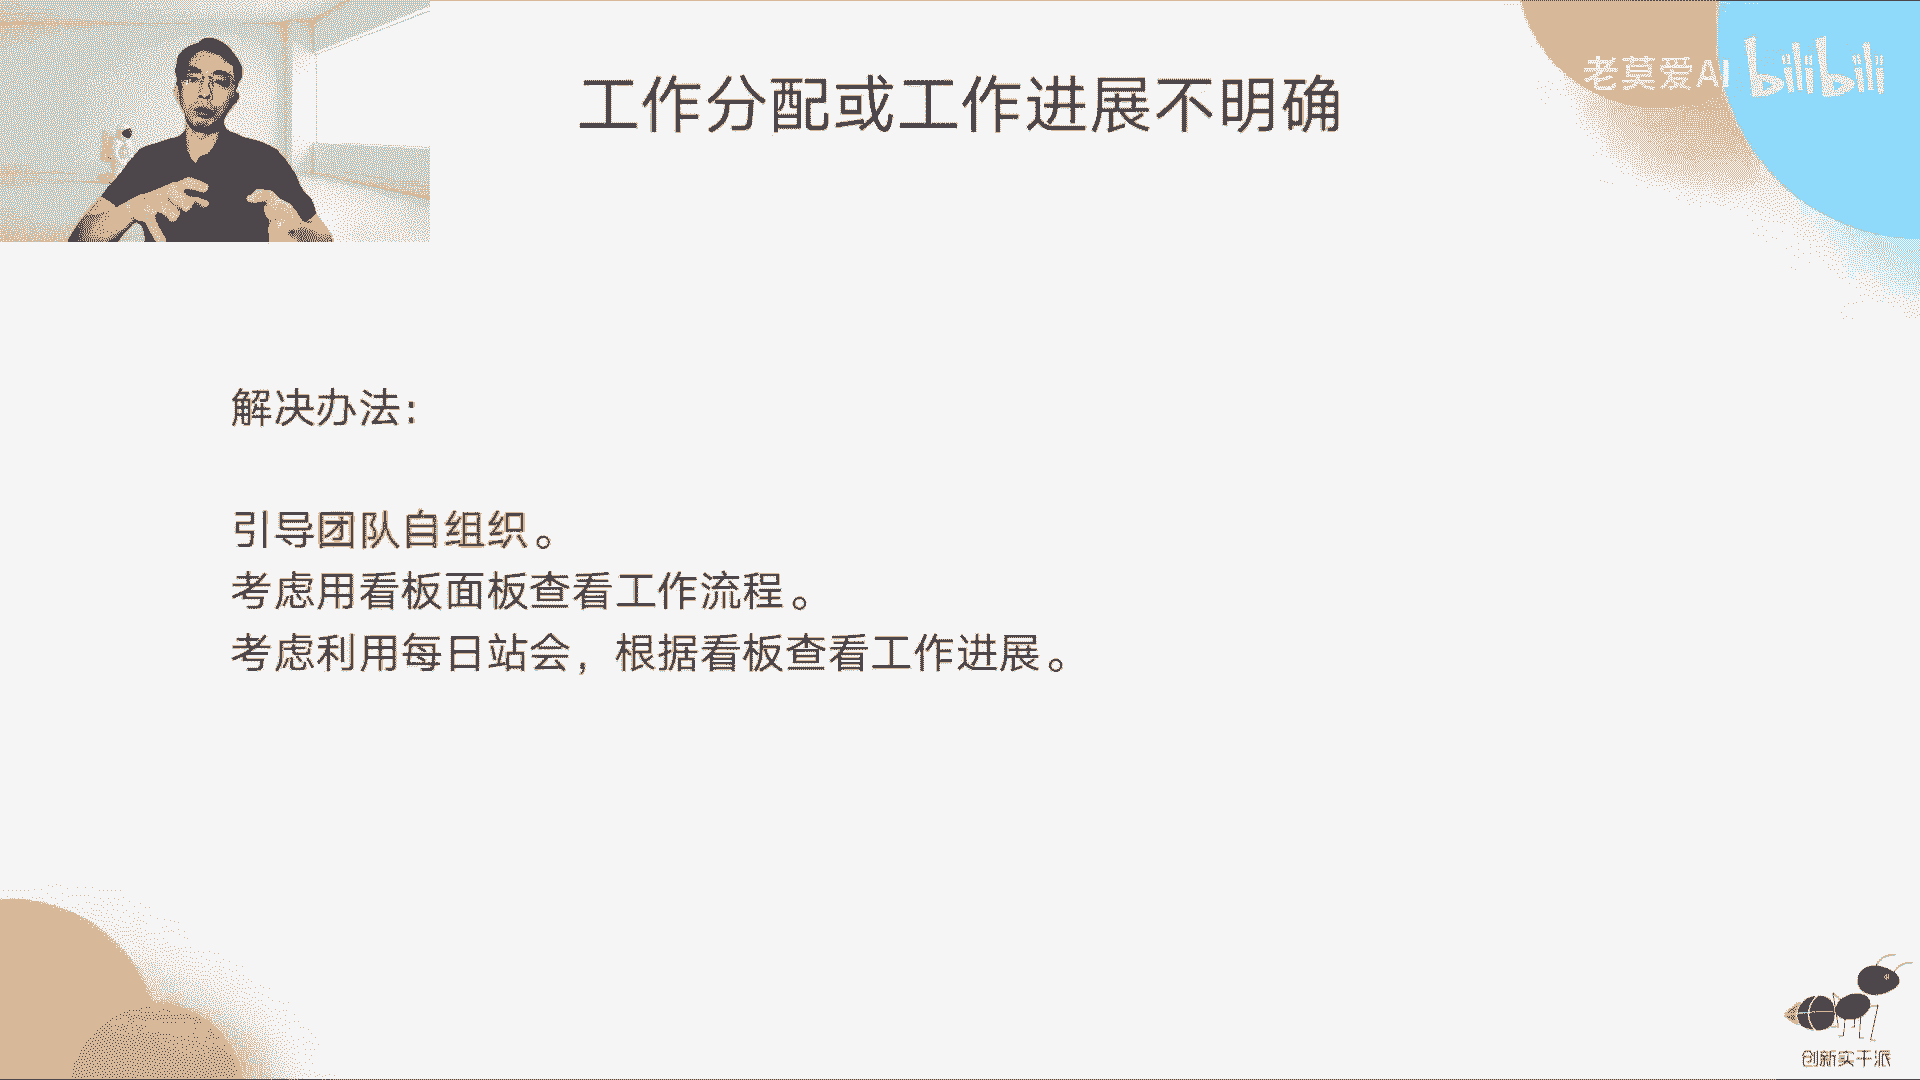 工作分配或工作进展不明确
老莫爱AI bilibili
解决办法：
引导团队自组织。
考虑用看板面板查看工作流程。
考虑利用每日站会，根据看板查看工作进展。
创新实干派